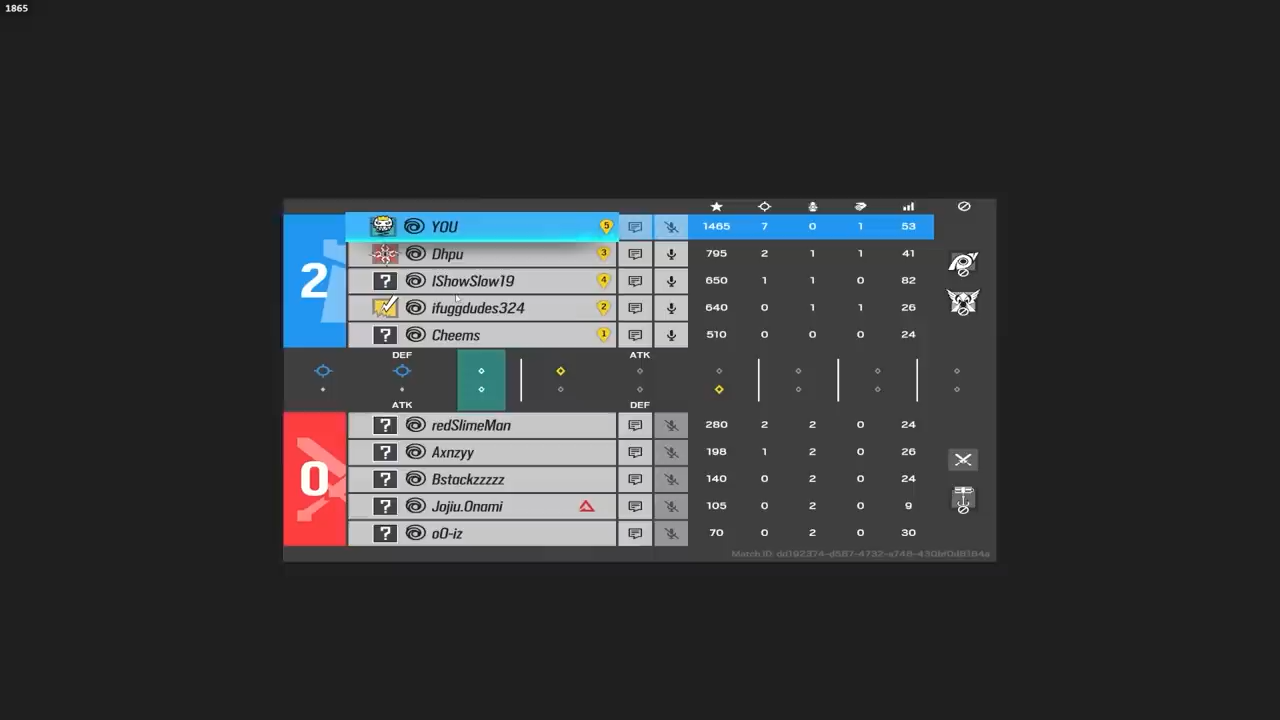 1865
YOU 5 1465 7 0 1 53
2
Dhpu 3 795 2 1 1 41
IShowSlow19 4 650 1 1 0 82
ifuggdudes324 2 640 0 1 1 26
Cheems 1 510 0 0 0 24
DEF ATK
ATK DEF
0
redSlimeMan 280 2 2 0 24
Axnzyy 198 1 2 0 26
Bstackzzzzz 140 0 2 0 24
Jojiu.Onami 105 0 2 0 9
oO-iz 70 0 2 0 30
Match ID: